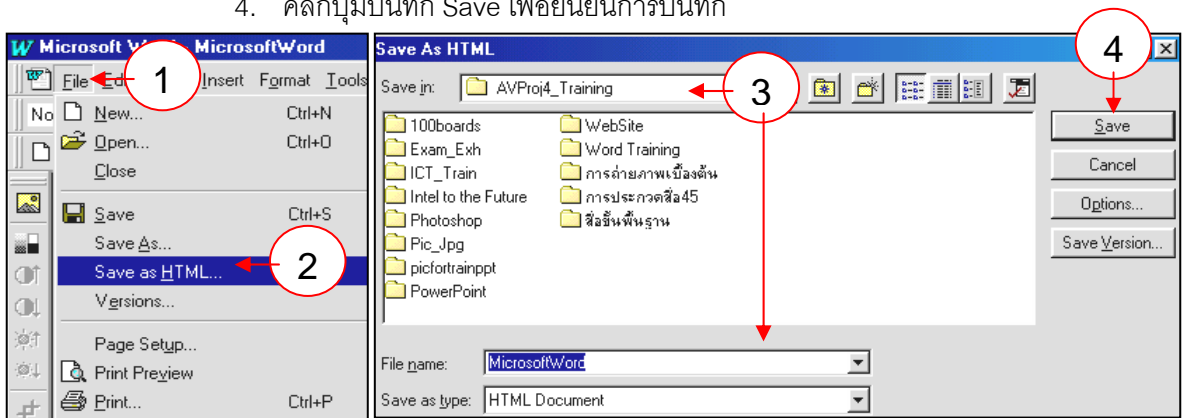 4. คลิกปุ่มบันทึก Save เพื่อยืนยันการบันทึก
Microsoft W MicrosoftWord
File Ed Insert Format Tools
1
No
New... Ctrl+N
Open... Ctrl+O
Close
Save Ctrl+S
Save As...
Save as HTML...
2
Versions...
Page Setup...
Print Preview
Print... Ctrl+P
Save As HTML
4
Save in: AVProj4_Training
3
100boards
Exam_Exh
ICT_Train
Intel to the Future
Photoshop
Pic_Jpg
picfortrainppt
PowerPoint
WebSite
Word Training
การถ่ายภาพเบื้องต้น
การประกวดสื่อ45
สื่อขั้นพื้นฐาน
Save
Cancel
Options...
Save Version...
File name: MicrosoftWord
Save as type: HTML Document